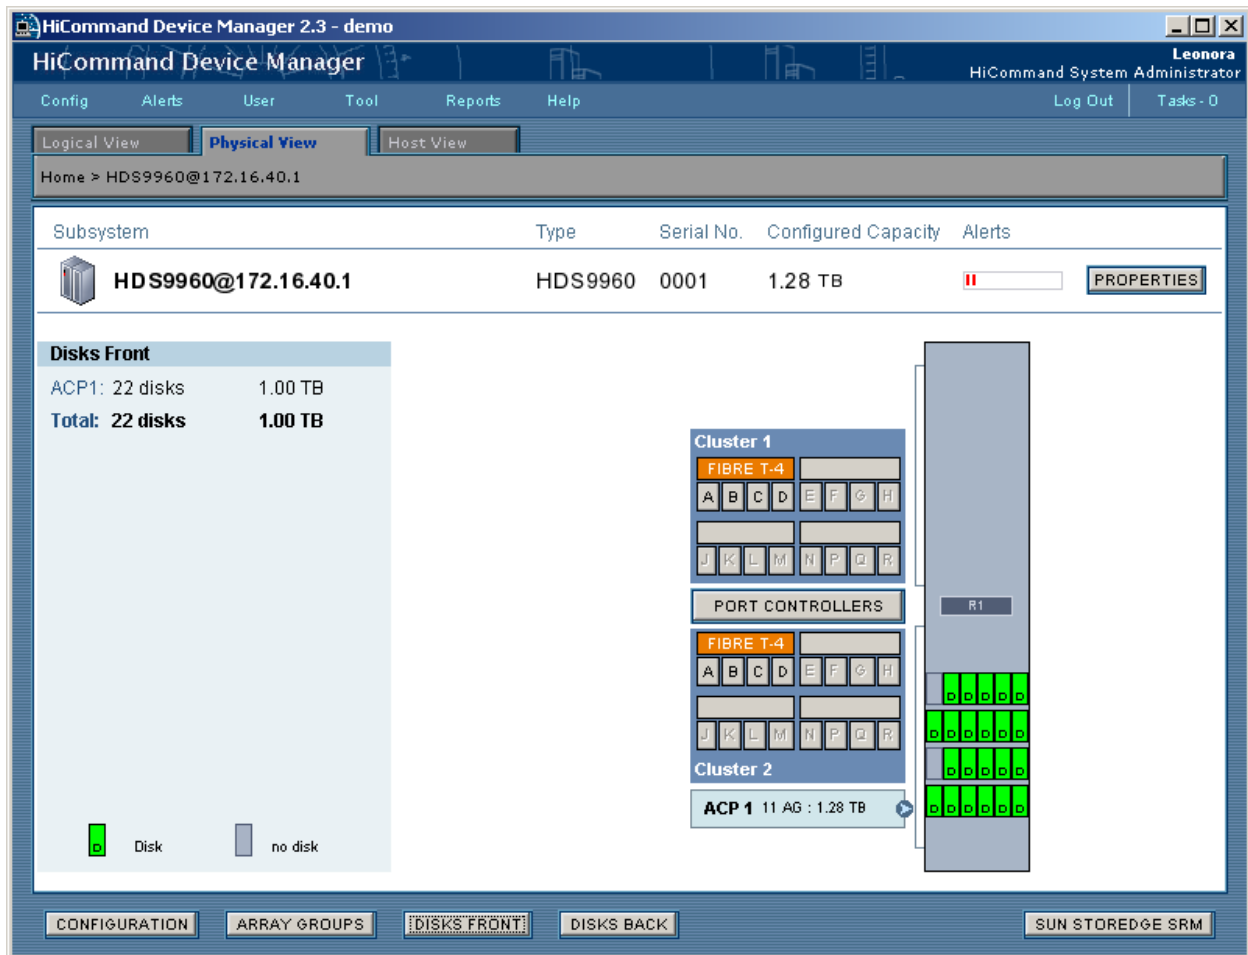 HiCommand Device Manager 2.3 - demo
HiCommand Device Manager
Leonora
HiCommand System Administrator
Config Alerts User Tool Reports Help Log Out Tasks - 0
Logical View Physical View Host View
Home > HDS9960@172.16.40.1
Subsystem Type Serial No. Configured Capacity Alerts
HDS9960@172.16.40.1 HDS9960 0001 1.28 TB PROPERTIES
Disks Front
ACP1: 22 disks 1.00 TB
Total: 22 disks 1.00 TB
Cluster 1
FIBRE T-4
A B C D E F G H
J K L M N P Q R
PORT CONTROLLERS
R1
FIBRE T-4
A B C D E F G H
D D D D D
J K L M N P Q R
D D D D D D
Cluster 2
D D D D D
ACP 1 11 AG : 1.28 TB
D D D D D D
D Disk no disk
CONFIGURATION ARRAY GROUPS DISKS FRONT DISKS BACK SUN STOREDGE SRM